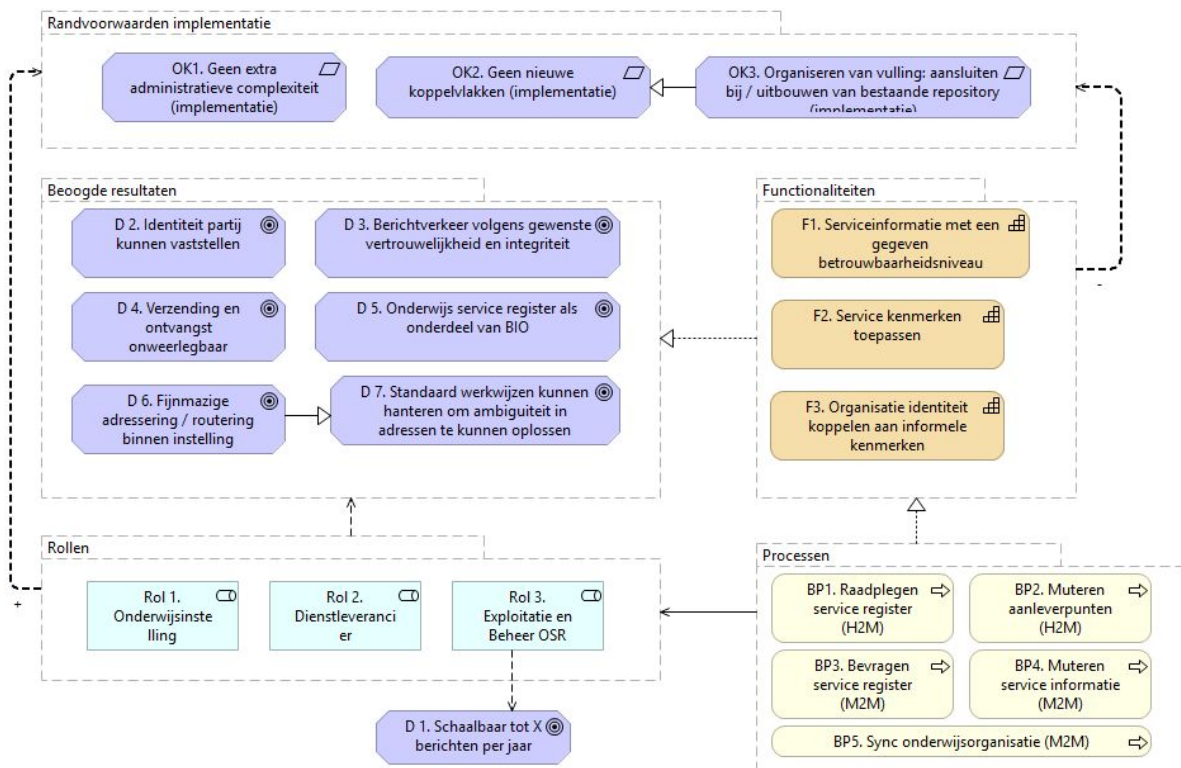 Randvoorwaarden implementatie
OK1. Geen extra
administratieve complexiteit
(implementatie)
OK2. Geen nieuwe
koppelvlakken (implementatie)
OK3. Organiseren van vulling: aansluiten
bij / uitbouwen van bestaande repository
(implementatie)
Beoogde resultaten
D 2. Identiteit partij
kunnen vaststellen
D 3. Berichtverkeer volgens gewenste
vertrouwelijkheid en integriteit
D 4. Verzending en
ontvangst
onweerlegbaar
D 5. Onderwijs service register als
onderdeel van BIO
D 6. Fijnmazige
adressering / routering
binnen instelling
D 7. Standaard werkwijzen kunnen
hanteren om ambiguiteit in
adressen te kunnen oplossen
Functionaliteiten
F1. Serviceinformatie met een
gegeven
betrouwbaarheidsniveau
F2. Service kenmerken
toepassen
F3. Organisatie identiteit
koppelen aan informele
kenmerken
-
+
Rollen
Rol 1.
Onderwijsinste
lling
Rol 2.
Dienstleveranci
er
Rol 3.
Exploitatie en
Beheer OSR
D 1. Schaalbaar tot X
berichten per jaar
Processen
BP1. Raadplegen
service register
(H2M)
BP2. Muteren
aanleverpunten
(H2M)
BP3. Bevragen
service register
(M2M)
BP4. Muteren
service informatie
(M2M)
BP5. Sync onderwijsorganisatie (M2M)